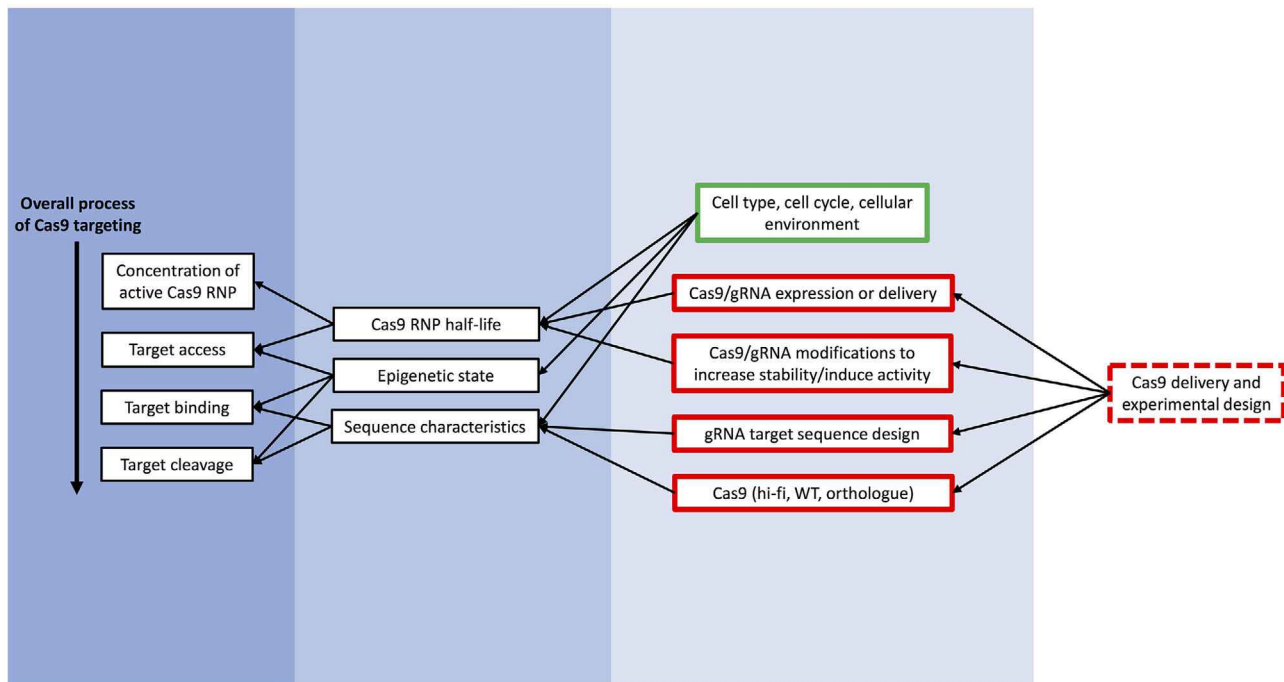 Overall process
of Cas9 targeting
Concentration of
active Cas9 RNP
Target access
Target binding
Target cleavage
Cas9 RNP half-life
Epigenetic state
Sequence characteristics
Cell type, cell cycle, cellular
environment
Cas9/gRNA expression or delivery
Cas9/gRNA modifications to
increase stability/induce activity
gRNA target sequence design
Cas9 (hi-fi, WT, orthologue)
Cas9 delivery and
experimental design